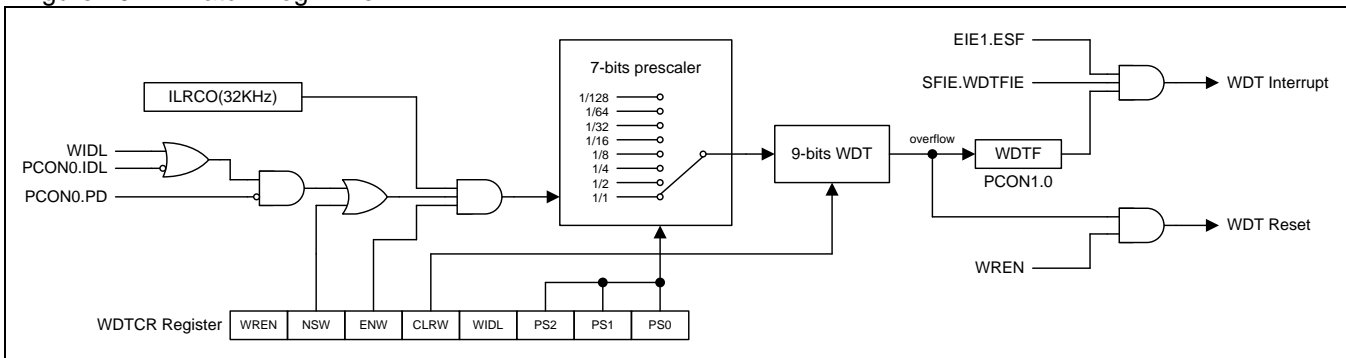 EIE1.ESF
7-bits prescaler
SFIE.WDTFIE
WDT Interrupt
ILRCO(32KHz)
1/128
1/64
1/32
1/16
1/8
1/4
1/2
1/1
WIDL
PCON0.IDL
PCON0.PD
9-bits WDT
overflow
WDTF
PCON1.0
WDT Reset
WREN
WDTCR Register
WREN
NSW
ENW
CLRW
WIDL
PS2
PS1
PS0